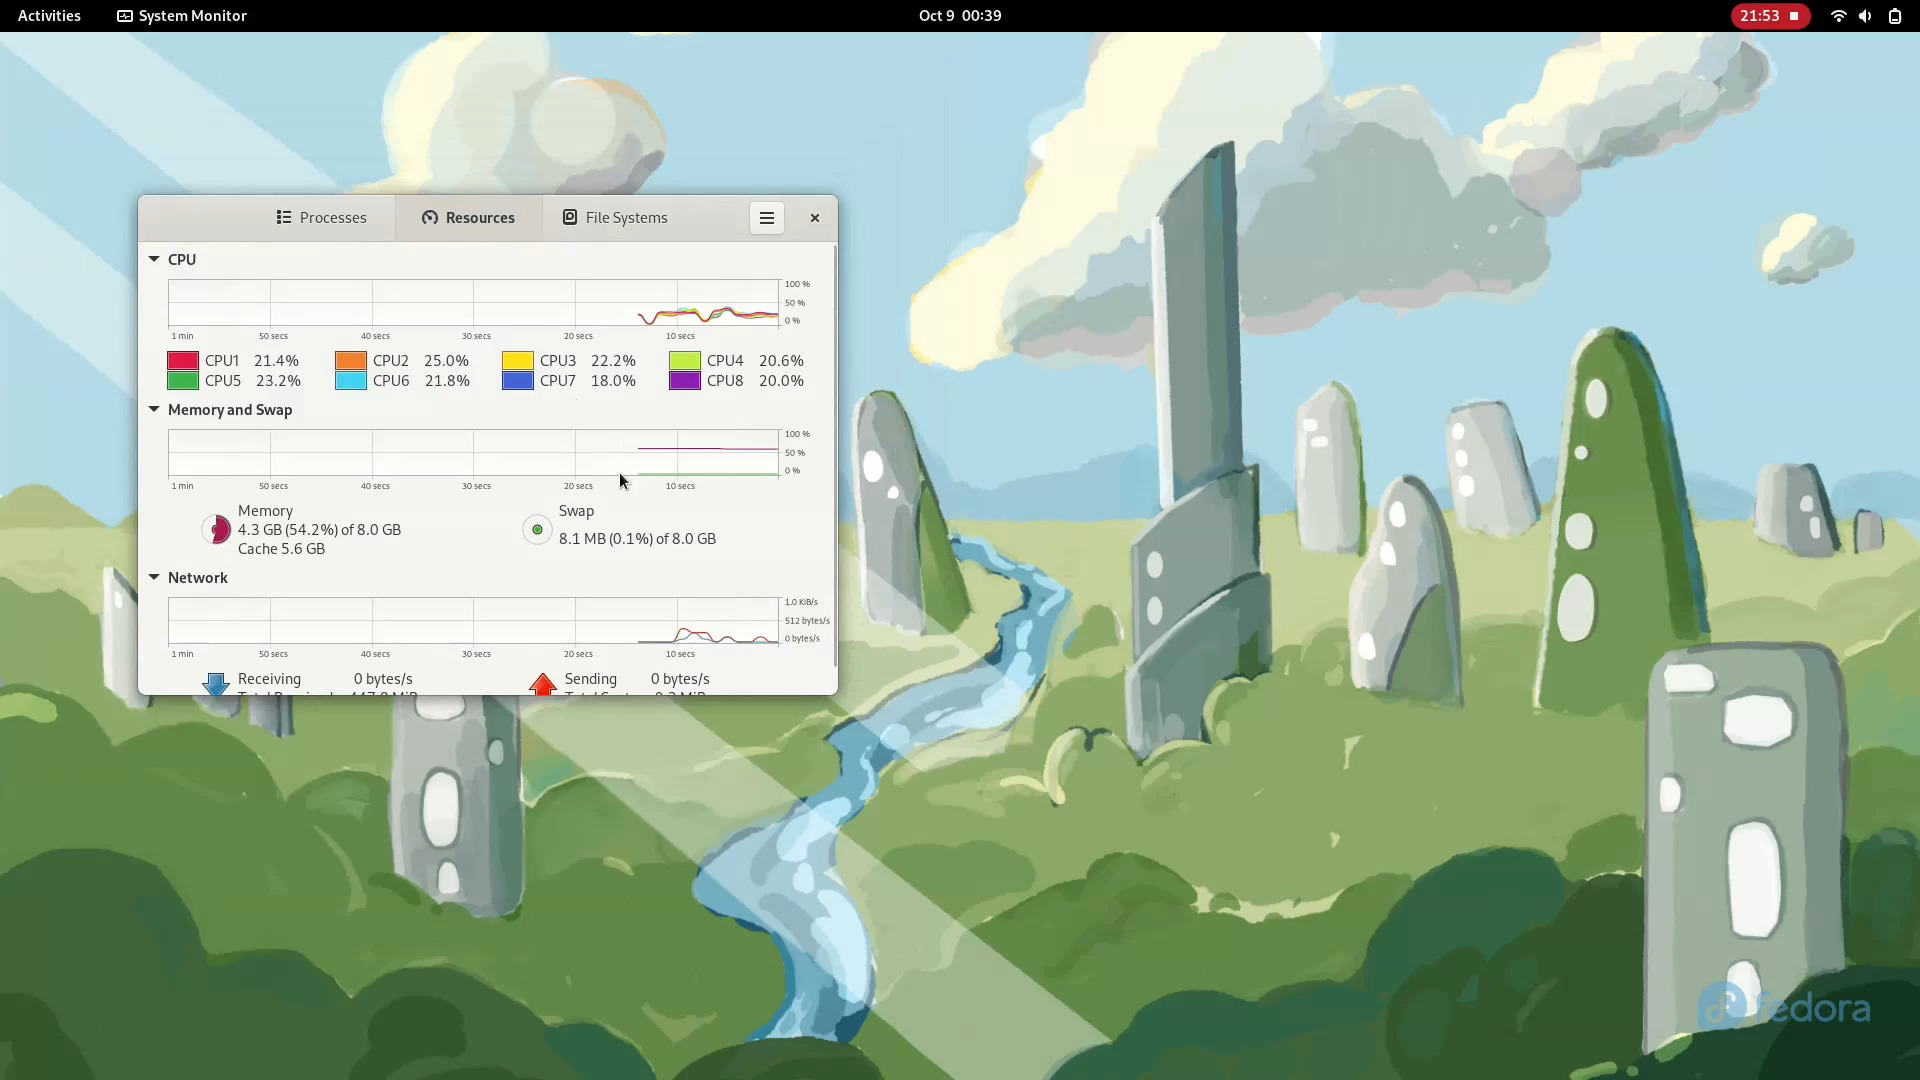 Activities System Monitor Oct 9 00:39 21:53
Processes Resources File Systems
CPU
100 %
50 %
0 %
1 min 50 secs 40 secs 30 secs 20 secs 10 secs
CPU1 21.4% CPU2 25.0% CPU3 22.2% CPU4 20.6%
CPU5 23.2% CPU6 21.8% CPU7 18.0% CPU8 20.0%
Memory and Swap
100 %
50 %
0 %
1 min 50 secs 40 secs 30 secs 20 secs 10 secs
Memory Swap
4.3 GB (54.2%) of 8.0 GB 8.1 MB (0.1%) of 8.0 GB
Cache 5.6 GB
Network
1.0 KiB/s
512 bytes/s
0 bytes/s
1 min 50 secs 40 secs 30 secs 20 secs 10 secs
Receiving 0 bytes/s Sending 0 bytes/s
fedora